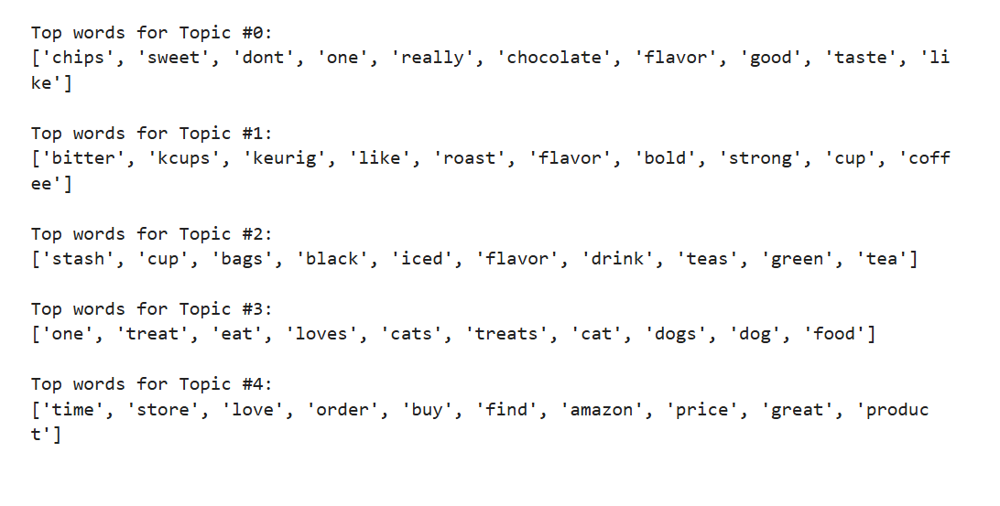 Top words for Topic #0:
['chips', 'sweet', 'dont', 'one', 'really', 'chocolate', 'flavor', 'good', 'taste', 'li
ke']
Top words for Topic #1:
['bitter', 'kcups', 'keurig', 'like', 'roast', 'flavor', 'bold', 'strong', 'cup', 'coff
ee']
Top words for Topic #2:
['stash', 'cup', 'bags', 'black', 'iced', 'flavor', 'drink', 'teas', 'green', 'tea']
Top words for Topic #3:
['one', 'treat', 'eat', 'loves', 'cats', 'treats', 'cat', 'dogs', 'dog', 'food']
Top words for Topic #4:
['time', 'store', 'love', 'order', 'buy', 'find', 'amazon', 'price', 'great', 'produc
t']